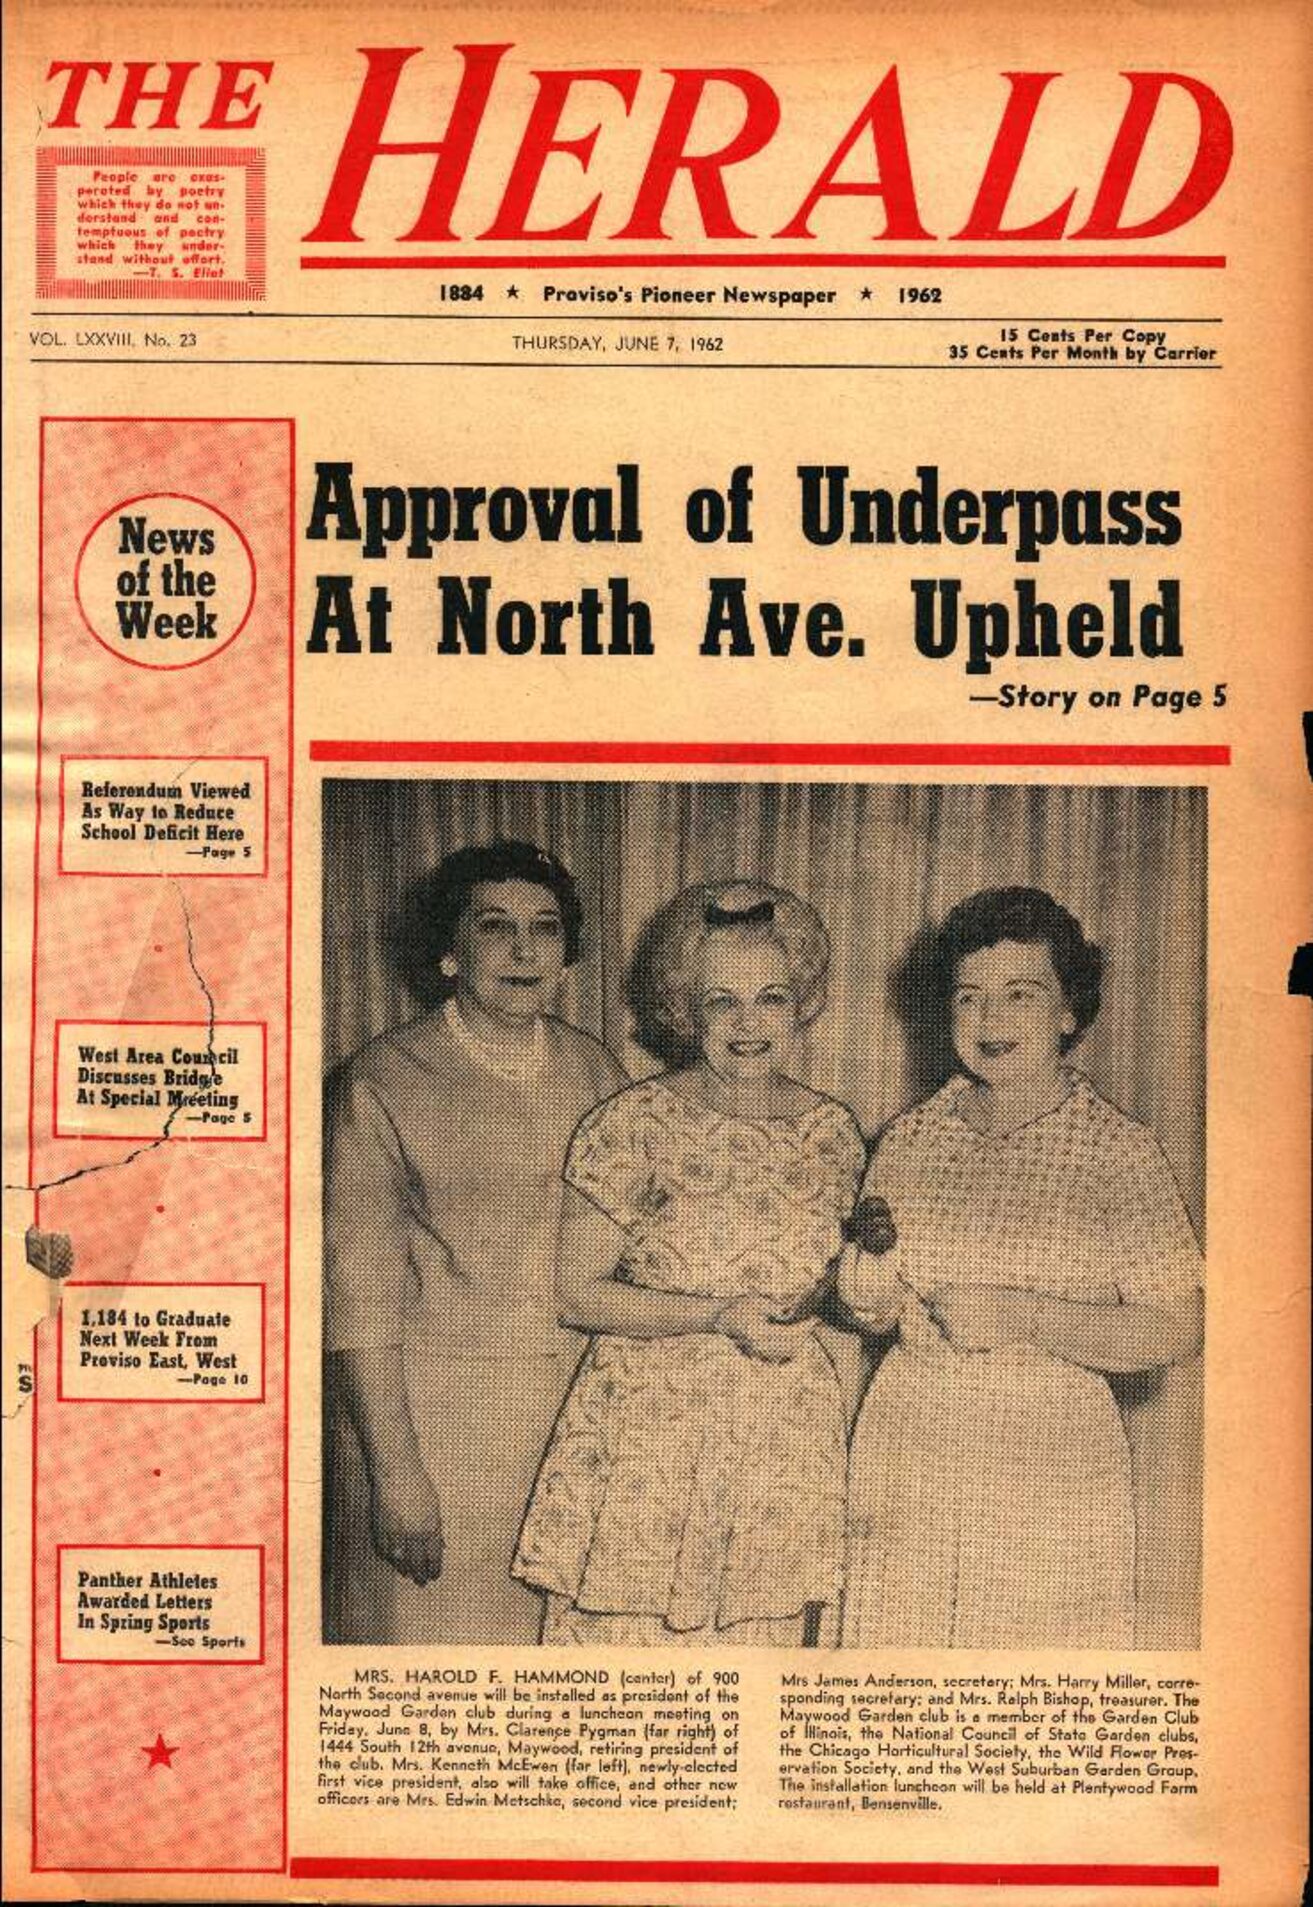 THE HERALD
People are exas-
perated by poetry
which they do not un-
derstand and con-
temptuous of poetry
which they under-
stand without effort.
—T. S. Eliot
1884 ★ Proviso's Pioneer Newspaper ★ 1962
VOL. LXXVIII, No. 23
THURSDAY, JUNE 7, 1962
15 Cents Per Copy
35 Cents Per Month by Carrier
News
of the
Week
Referendum Viewed
As Way to Reduce
School Deficit Here
—Page 5
West Area Council
Discusses Bridge
At Special Meeting
—Page 5
1,184 to Graduate
Next Week From
Proviso East, West
—Page 10
Panther Athletes
Awarded Letters
In Spring Sports
—See Sports
Approval of Underpass
At North Ave. Upheld
—Story on Page 5
MRS. HAROLD F. HAMMOND (center) of 900
North Second avenue will be installed as president of the
Maywood Garden club during a luncheon meeting on
Friday, June 8, by Mrs. Clarence Pygman (far right) of
1444 South 12th avenue, Maywood, retiring president of
the club. Mrs. Kenneth McEwen (far left), newly-elected
first vice president, also will take office, and other new
officers are Mrs. Edwin Metschke, second vice president;
Mrs James Anderson, secretary; Mrs. Harry Miller, corre-
sponding secretary; and Mrs. Ralph Bishop, treasurer. The
Maywood Garden club is a member of the Garden Club
of Illinois, the National Council of State Garden clubs,
the Chicago Horticultural Society, the Wild Flower Pres-
ervation Society, and the West Suburban Garden Group.
The installation luncheon will be held at Plentywood Farm
restaurant, Bensenville.